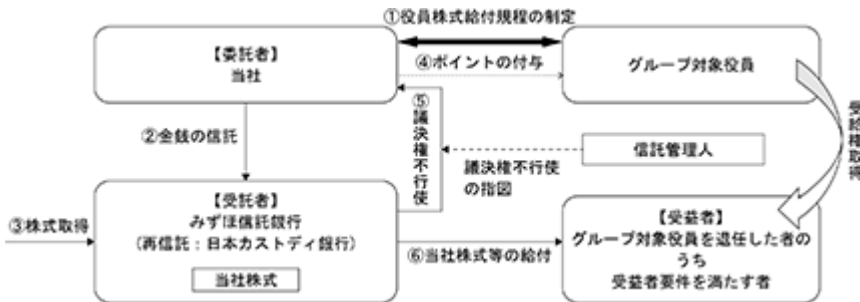 ①役員株式給付規程の制定
【委託者】
当社
④ポイントの付与
グループ対象役員
②金銭の信託
⑤議決権不行使
議決権不行使
の指図
信託管理人
受給権取得
③株式取得
【受託者】
みずほ信託銀行
（再信託：日本カストディ銀行）
当社株式
⑥当社株式等の給付
【受益者】
グループ対象役員を退任した者の
うち
受益者要件を満たす者